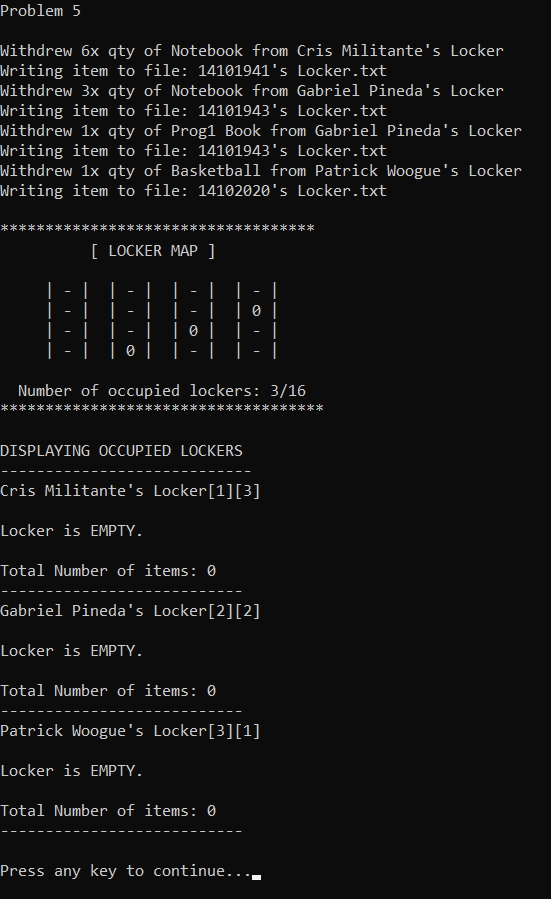 Problem 5
Withdrew 6x qty of Notebook from Cris Militante's Locker
Writing item to file: 14101941's Locker.txt
Withdrew 3x qty of Notebook from Gabriel Pineda's Locker
Writing item to file: 14101943's Locker.txt
Withdrew 1x qty of Prog1 Book from Gabriel Pineda's Locker
Writing item to file: 14101943's Locker.txt
Withdrew 1x qty of Basketball from Patrick Woogue's Locker
Writing item to file: 14102020's Locker.txt
***********************************
[ LOCKER MAP ]
| - |  | - |  | - |  | - |
| - |  | - |  | - |  | 0 |
| - |  | - |  | 0 |  | - |
| - |  | 0 |  | - |  | - |
Number of occupied lockers: 3/16
************************************
DISPLAYING OCCUPIED LOCKERS
----------------------------
Cris Militante's Locker[1][3]
Locker is EMPTY.
Total Number of items: 0
---------------------------
Gabriel Pineda's Locker[2][2]
Locker is EMPTY.
Total Number of items: 0
---------------------------
Patrick Woogue's Locker[3][1]
Locker is EMPTY.
Total Number of items: 0
---------------------------
Press any key to continue..._